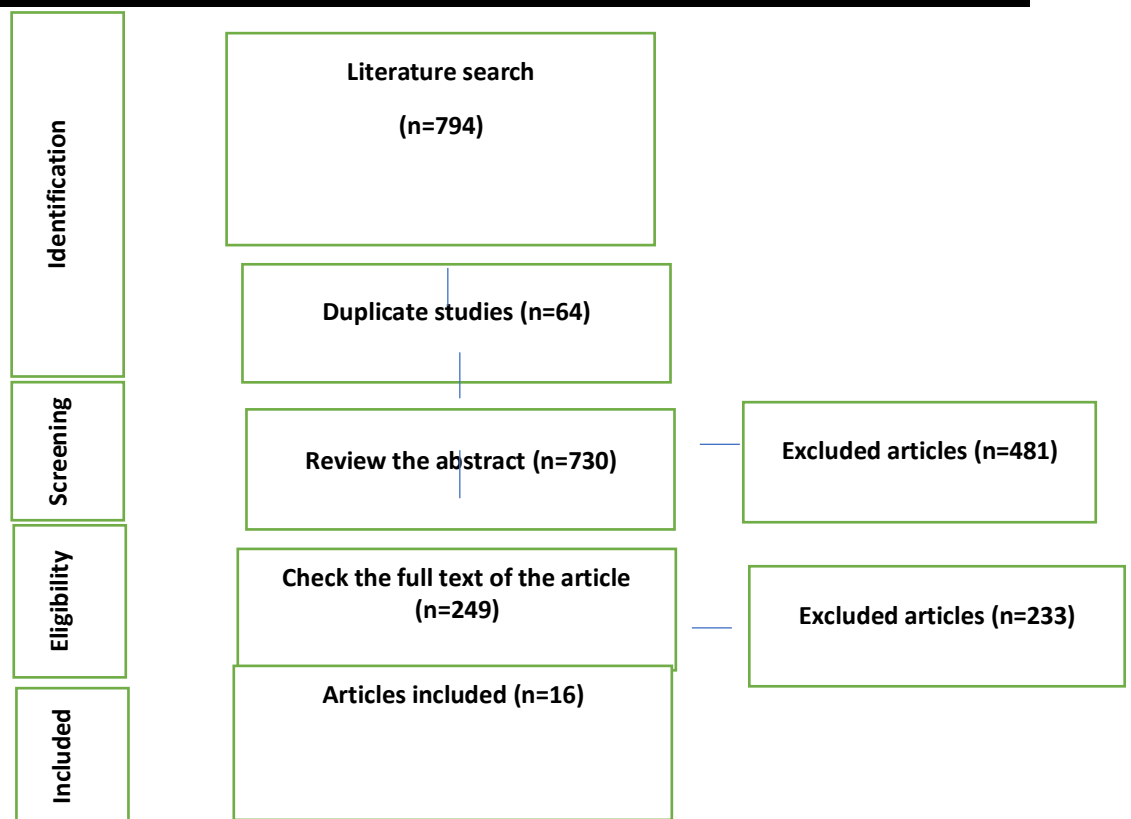 Identification
Literature search
(n=794)
Duplicate studies (n=64)
Screening
Review the abstract (n=730)
Excluded articles (n=481)
Eligibility
Check the full text of the article
(n=249)
Excluded articles (n=233)
Included
Articles included (n=16)